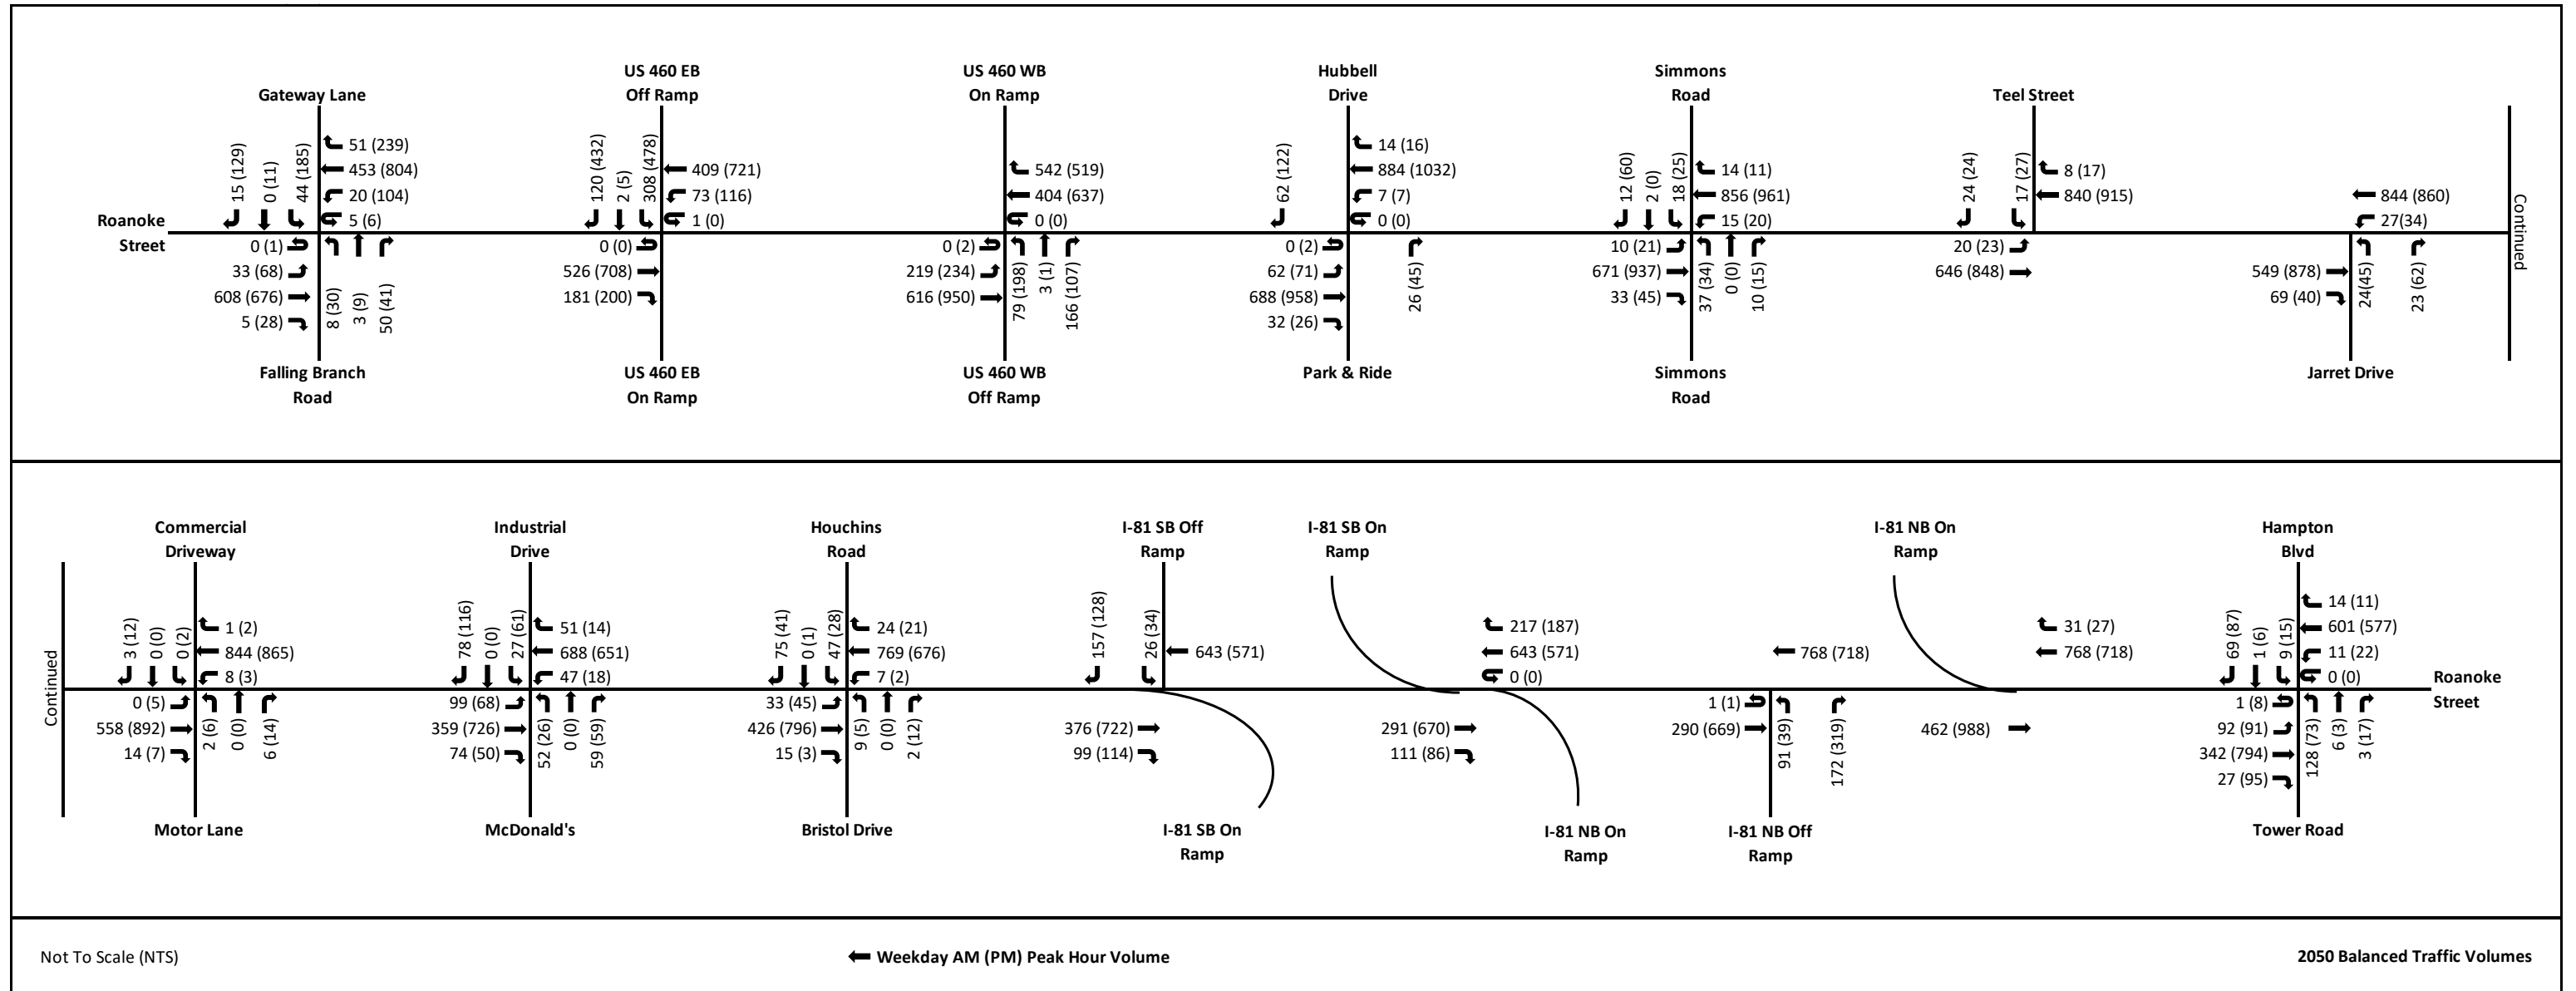 Gateway Lane
15 (129)
0 (11)
44 (185)
51 (239)
453 (804)
20 (104)
5 (6)
Roanoke
Street
0 (1)
33 (68)
608 (676)
5 (28)
8 (30)
3 (9)
50 (41)
Falling Branch
Road
US 460 EB
Off Ramp
120 (432)
2 (5)
308 (478)
409 (721)
73 (116)
1 (0)
0 (0)
526 (708)
181 (200)
US 460 EB
On Ramp
US 460 WB
On Ramp
542 (519)
404 (637)
0 (0)
0 (2)
219 (234)
616 (950)
79 (198)
3 (1)
166 (107)
US 460 WB
Off Ramp
Hubbell
Drive
62 (122)
14 (16)
884 (1032)
7 (7)
0 (0)
0 (2)
62 (71)
688 (958)
32 (26)
26 (45)
Park & Ride
Simmons
Road
12 (60)
2 (0)
18 (25)
14 (11)
856 (961)
15 (20)
10 (21)
671 (937)
33 (45)
37 (34)
0 (0)
10 (15)
Simmons
Road
Teel Street
24 (24)
17 (27)
8 (17)
840 (915)
20 (23)
646 (848)
844 (860)
27(34)
549 (878)
69 (40)
24(45)
23 (62)
Jarret Drive
Continued
Continued
Commercial
Driveway
3 (12)
0 (0)
0 (2)
1 (2)
844 (865)
8 (3)
0 (5)
558 (892)
14 (7)
2 (6)
0 (0)
6 (14)
Motor Lane
Industrial
Drive
78 (116)
0 (0)
27 (61)
51 (14)
688 (651)
47 (18)
99 (68)
359 (726)
74 (50)
52 (26)
0 (0)
59 (59)
McDonald's
Houchins
Road
75 (41)
0 (1)
47 (28)
24 (21)
769 (676)
7 (2)
33 (45)
426 (796)
15 (3)
9 (5)
0 (0)
2 (12)
Bristol Drive
I-81 SB Off
Ramp
157 (128)
26 (34)
643 (571)
376 (722)
99 (114)
I-81 SB On
Ramp
I-81 SB On
Ramp
217 (187)
643 (571)
0 (0)
291 (670)
111 (86)
I-81 NB On
Ramp
768 (718)
1 (1)
290 (669)
91 (39)
172 (319)
I-81 NB Off
Ramp
I-81 NB On
Ramp
31 (27)
768 (718)
462 (988)
Hampton
Blvd
69 (87)
1 (6)
9 (15)
14 (11)
601 (577)
11 (22)
0 (0)
1 (8)
92 (91)
342 (794)
27 (95)
128 (73)
6 (3)
3 (17)
Tower Road
Roanoke
Street
Not To Scale (NTS)
Weekday AM (PM) Peak Hour Volume
2050 Balanced Traffic Volumes